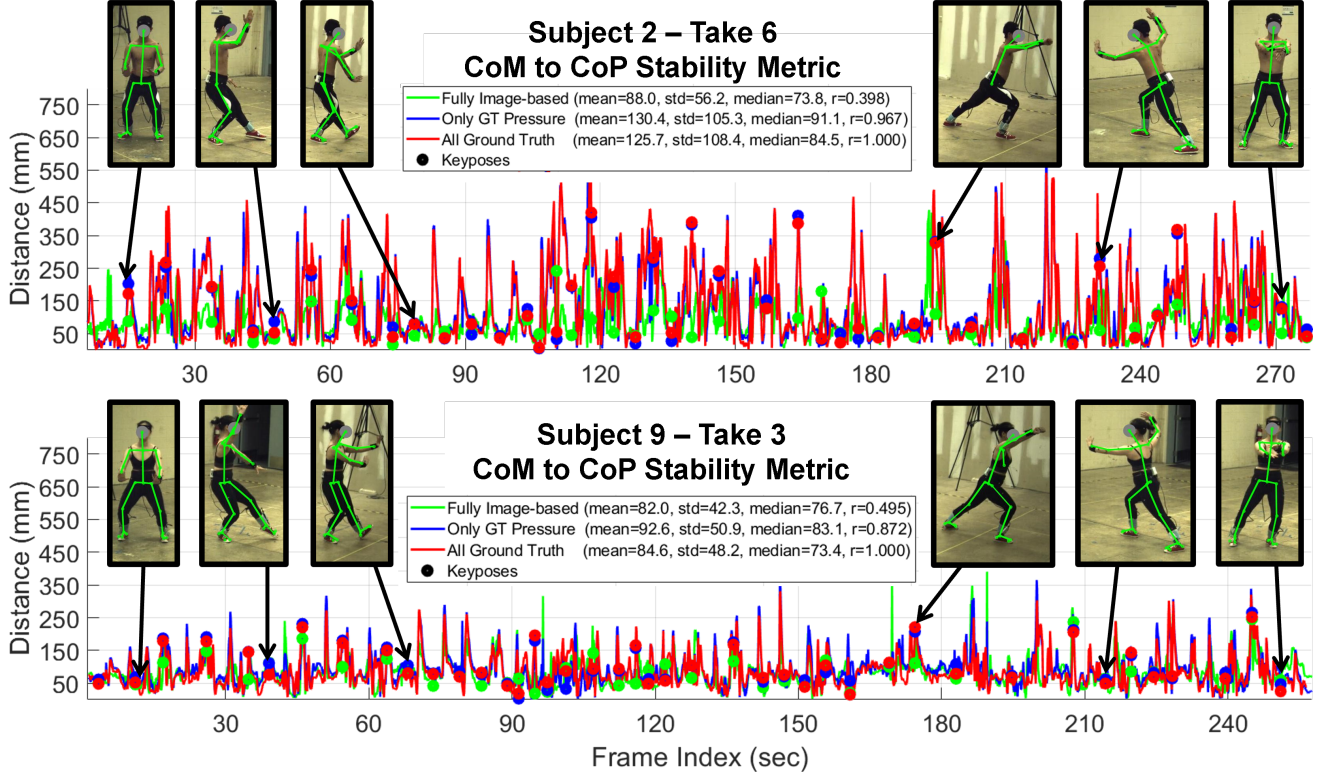 Subject 2 – Take 6
CoM to CoP Stability Metric
Fully Image-based (mean=88.0, std=56.2, median=73.8, r=0.398)
Only GT Pressure (mean=130.4, std=105.3, median=91.1, r=0.967)
All Ground Truth (mean=125.7, std=108.4, median=84.5, r=1.000)
Keyposes
Distance (mm)
750
650
550
450
350
250
150
50
30 60 90 120 150 180 210 240 270
Subject 9 – Take 3
CoM to CoP Stability Metric
Fully Image-based (mean=82.0, std=42.3, median=76.7, r=0.495)
Only GT Pressure (mean=92.6, std=50.9, median=83.1, r=0.872)
All Ground Truth (mean=84.6, std=48.2, median=73.4, r=1.000)
Keyposes
Distance (mm)
750
650
550
450
350
250
150
50
30 60 90 120 150 180 210 240
Frame Index (sec)